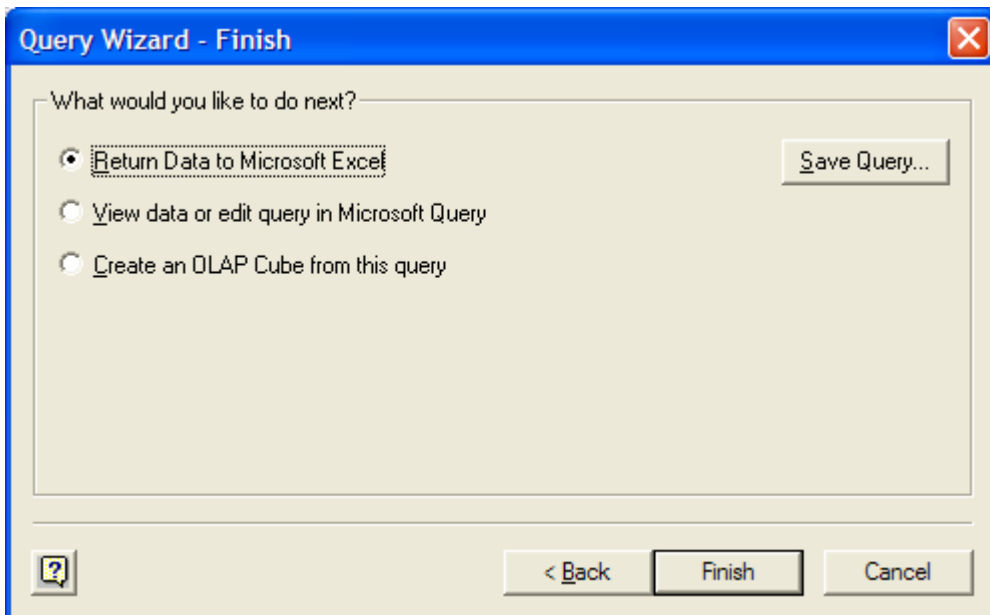 Query Wizard - Finish
What would you like to do next?
Return Data to Microsoft Excel
Save Query...
View data or edit query in Microsoft Query
Create an OLAP Cube from this query
?
< Back
Finish
Cancel